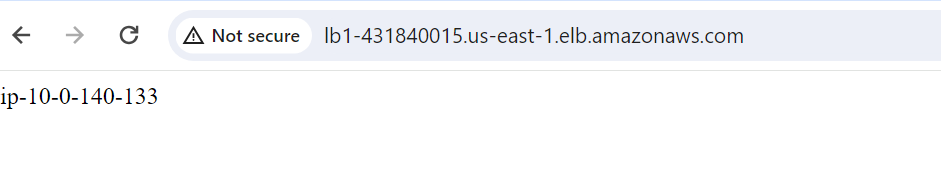 Not secure lb1-431840015.us-east-1.elb.amazonaws.com
ip-10-0-140-133